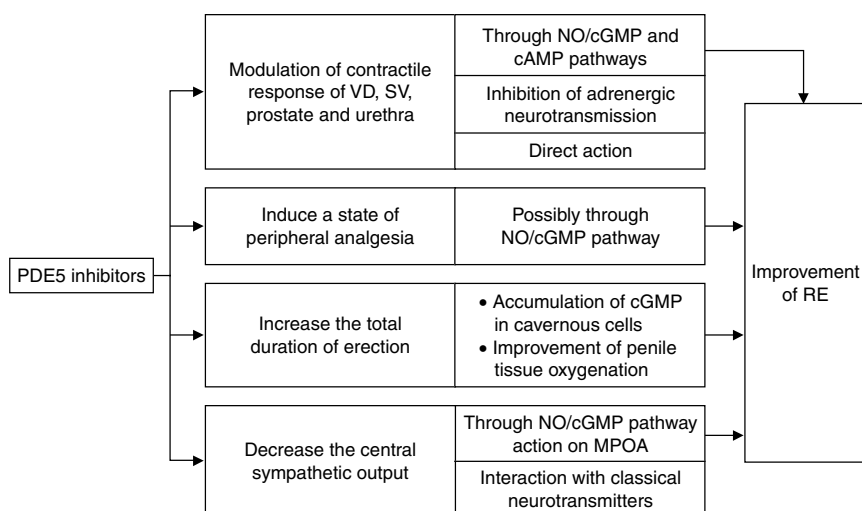 PDE5 inhibitors
Modulation of contractile
response of VD, SV,
prostate and urethra
Through NO/cGMP and
cAMP pathways
Inhibition of adrenergic
neurotransmission
Direct action
Induce a state of
peripheral analgesia
Possibly through
NO/cGMP pathway
Increase the total
duration of erection
• Accumulation of cGMP
in cavernous cells
• Improvement of penile
tissue oxygenation
Decrease the central
sympathetic output
Through NO/cGMP pathway
action on MPOA
Interaction with classical
neurotransmitters
Improvement
of RE